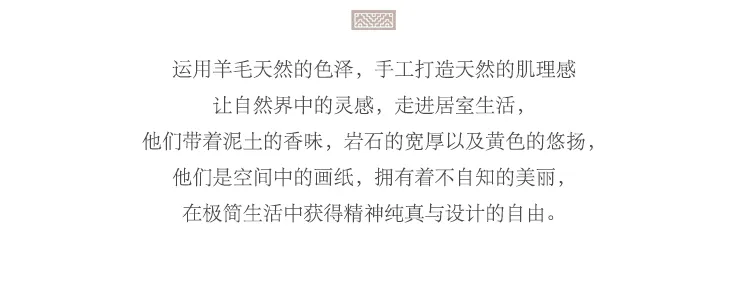 运用羊毛天然的色泽，手工打造天然的肌理感
让自然界中的灵感，走进居室生活，
他们带着泥土的香味，岩石的宽厚以及黄色的悠扬，
他们是空间中的画纸，拥有着不自知的美丽，
在极简生活中获得精神纯真与设计的自由。